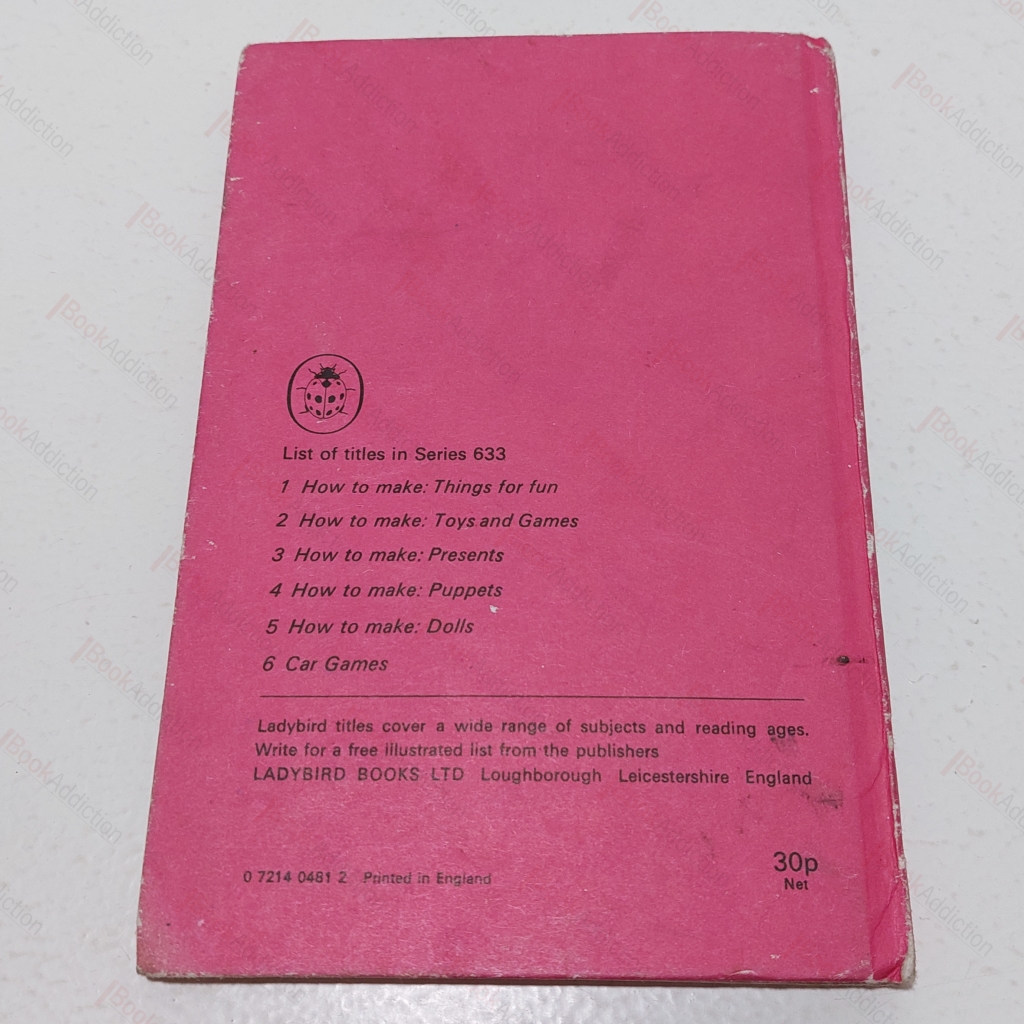 List of titles in Series 633
1 How to make: Things for fun
2 How to make: Toys and Games
3 How to make: Presents
4 How to make: Puppets
5 How to make: Dolls
6 Car Games
Ladybird titles cover a wide range of subjects and reading ages.
Write for a free illustrated list from the publishers
LADYBIRD BOOKS LTD Loughborough Leicestershire England
0 7214 0481 2 Printed in England
30p
Net
BookAddiction